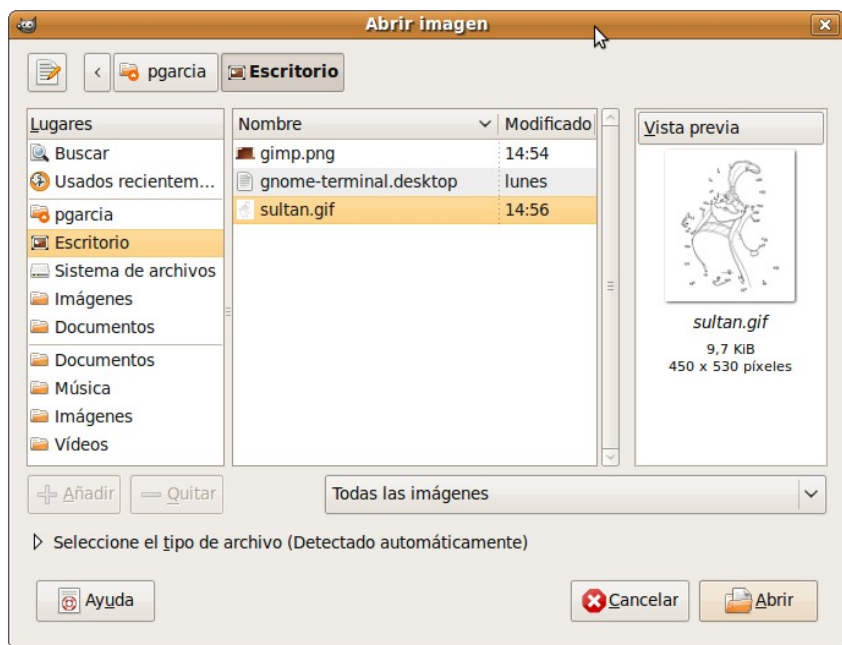 Abrir imagen
pgarcia Escritorio
Lugares
Buscar
Usados recientem...
pgarcia
Escritorio
Sistema de archivos
Imágenes
Documentos
Documentos
Música
Imágenes
Vídeos
Nombre Modificado
gimp.png 14:54
gnome-terminal.desktop lunes
sultan.gif 14:56
Vista previa
sultan.gif
9,7 KiB
450 x 530 píxeles
Añadir Quitar Todas las imágenes
Seleccione el tipo de archivo (Detectado automáticamente)
Ayuda Cancelar Abrir